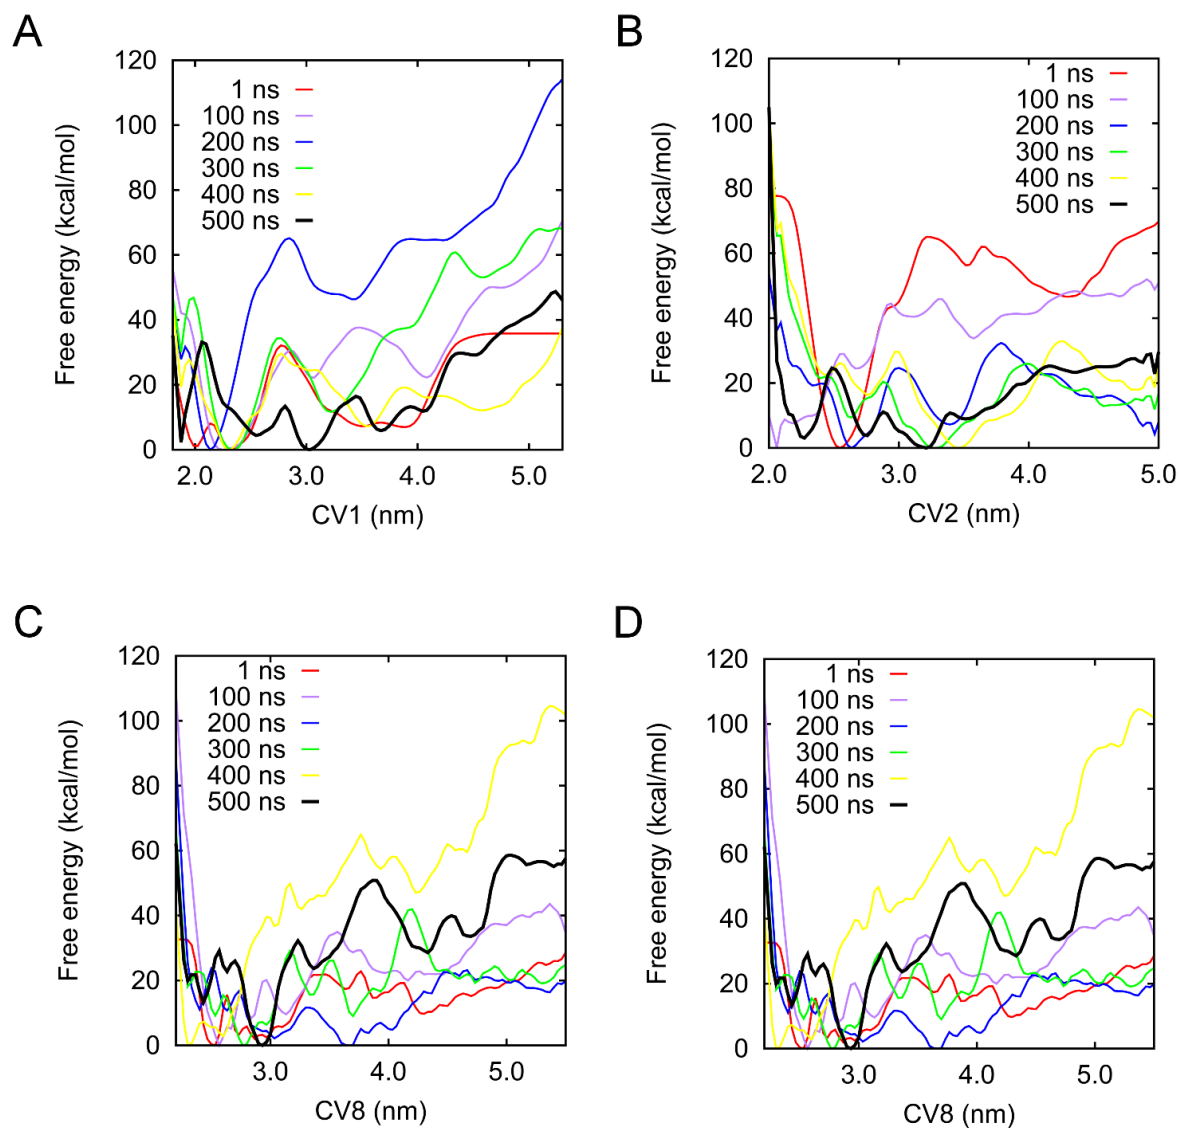 A
Free energy (kcal/mol)
120
100
80
60
40
20
0
1 ns
100 ns
200 ns
300 ns
400 ns
500 ns
2.0 3.0 4.0 5.0
CV1 (nm)
B
Free energy (kcal/mol)
120
100
80
60
40
20
0
1 ns
100 ns
200 ns
300 ns
400 ns
500 ns
2.0 3.0 4.0 5.0
CV2 (nm)
C
Free energy (kcal/mol)
120
100
80
60
40
20
0
1 ns
100 ns
200 ns
300 ns
400 ns
500 ns
3.0 4.0 5.0
CV8 (nm)
D
Free energy (kcal/mol)
120
100
80
60
40
20
0
1 ns
100 ns
200 ns
300 ns
400 ns
500 ns
3.0 4.0 5.0
CV8 (nm)